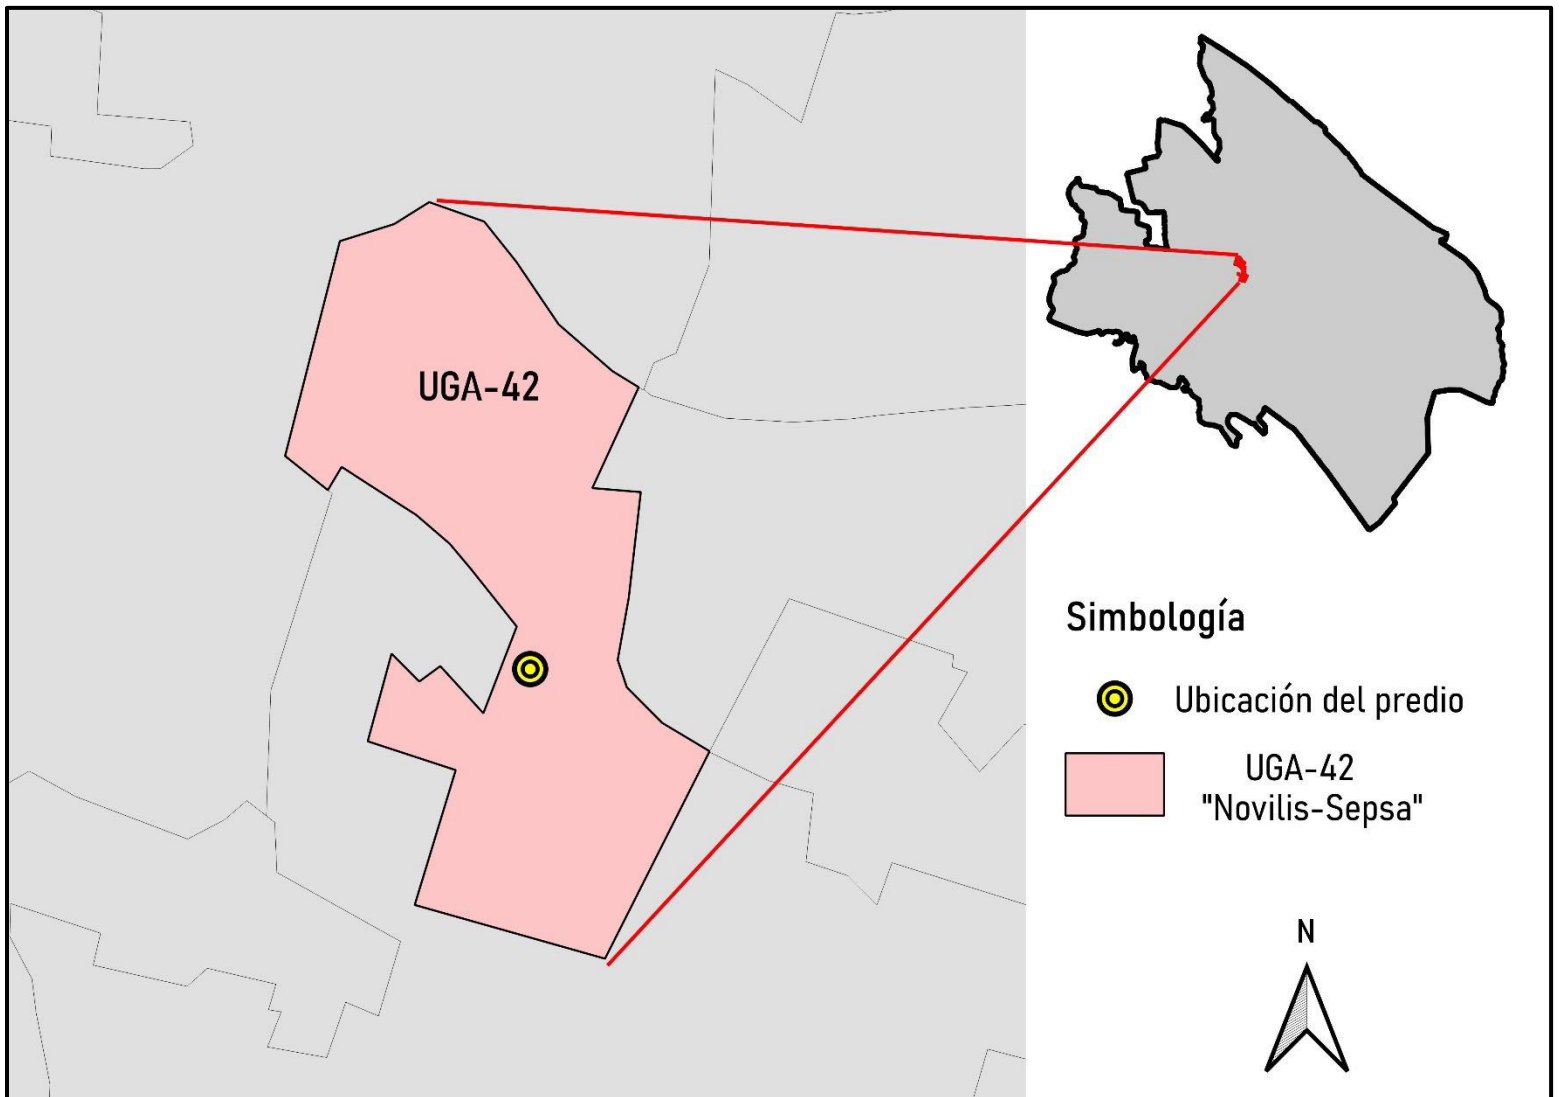 UGA-42
Simbología
Ubicación del predio
UGA-42
"Novilis-Sepsa"
N